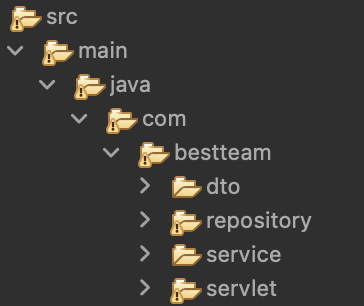 src
main
java
com
bestteam
dto
repository
service
servlet